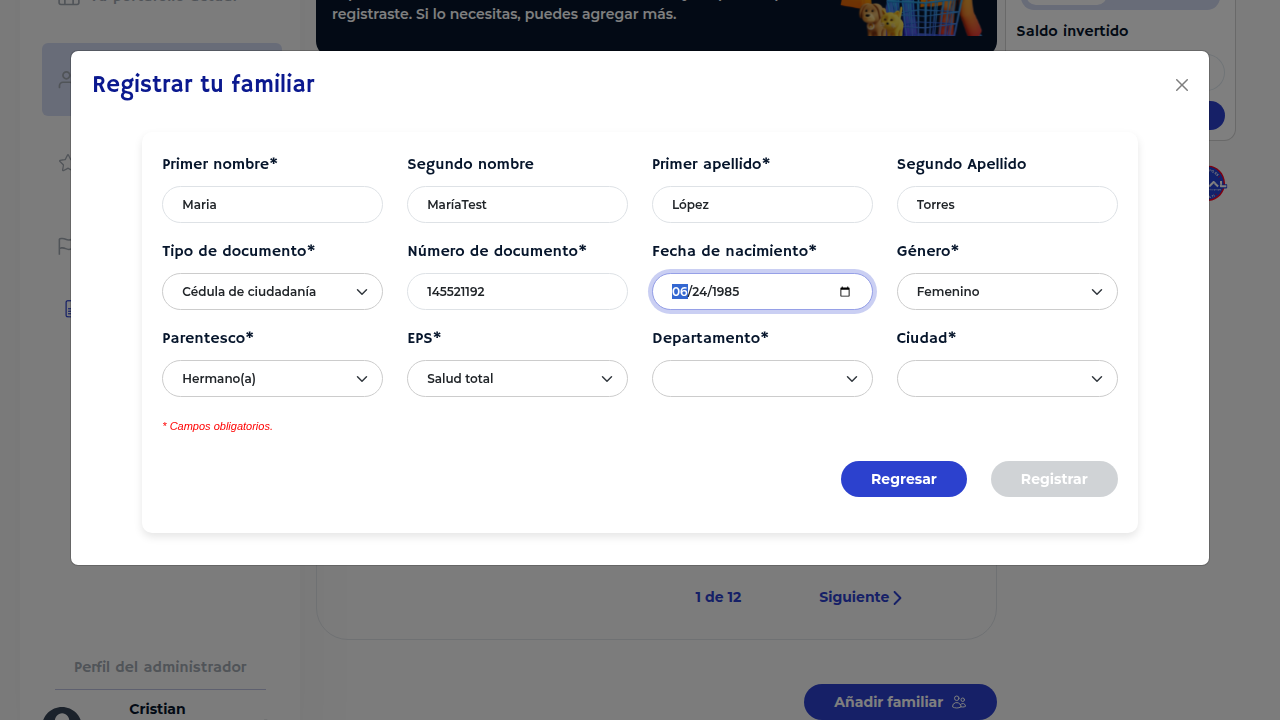 registraste. Si lo necesitas, puedes agregar más.
Saldo invertido
Registrar tu familiar
Primer nombre* Segundo nombre Primer apellido* Segundo Apellido
Maria MaríaTest López Torres
Tipo de documento* Número de documento* Fecha de nacimiento* Género*
Cédula de ciudadanía 145521192 06/24/1985 Femenino
Parentesco* EPS* Departamento* Ciudad*
Hermano(a) Salud total
* Campos obligatorios.
Regresar Registrar
1 de 12 Siguiente
Perfil del administrador
Añadir familiar
Cristian